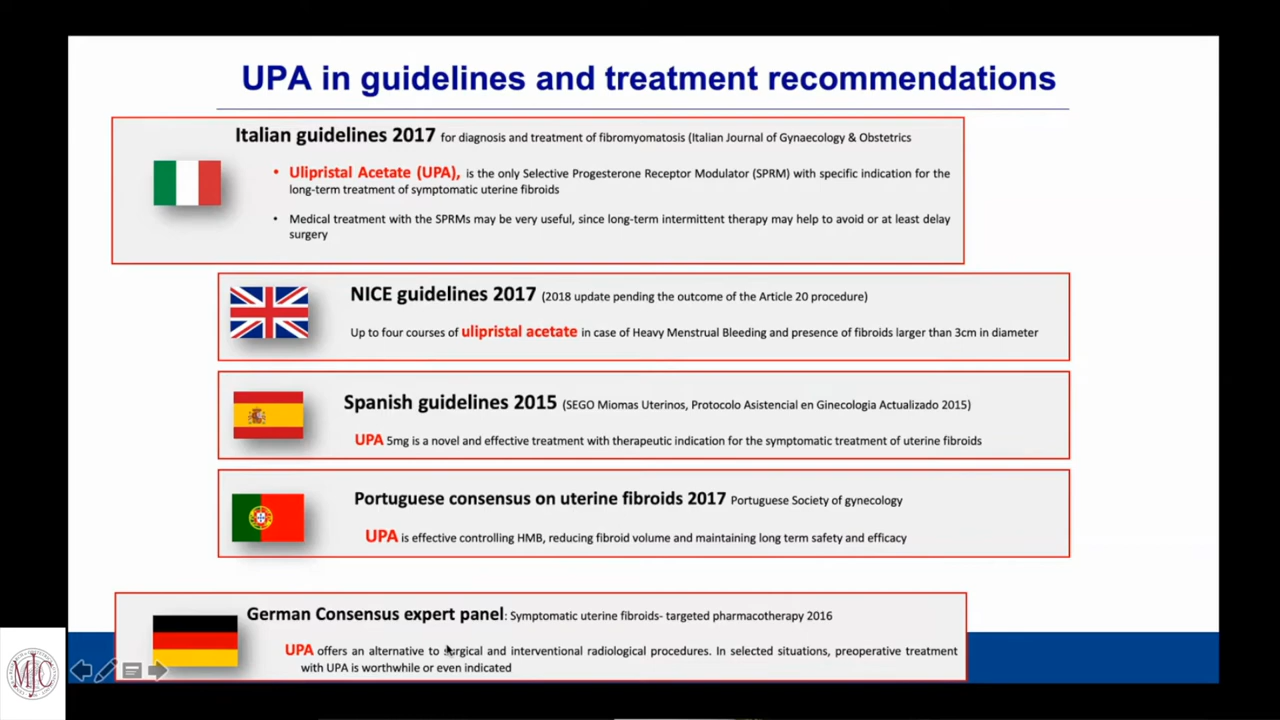 UPA in guidelines and treatment recommendations
Italian guidelines 2017 for diagnosis and treatment of fibromyomatosis (Italian Journal of Gynaecology & Obstetrics
• Ulipristal Acetate (UPA), is the only Selective Progesterone Receptor Modulator (SPRM) with specific indication for the
long-term treatment of symptomatic uterine fibroids
• Medical treatment with the SPRMs may be very useful, since long-term intermittent therapy may help to avoid or at least delay
surgery
NICE guidelines 2017 (2018 update pending the outcome of the Article 20 procedure)
Up to four courses of ulipristal acetate in case of Heavy Menstrual Bleeding and presence of fibroids larger than 3cm in diameter
Spanish guidelines 2015 (SEGO Miomas Uterinos, Protocolo Asistencial en Ginecologia Actualizado 2015)
UPA 5mg is a novel and effective treatment with therapeutic indication for the symptomatic treatment of uterine fibroids
Portuguese consensus on uterine fibroids 2017 Portuguese Society of gynecology
UPA is effective controlling HMB, reducing fibroid volume and maintaining long term safety and efficacy
German Consensus expert panel: Symptomatic uterine fibroids- targeted pharmacotherapy 2016
UPA offers an alternative to surgical and interventional radiological procedures. In selected situations, preoperative treatment
with UPA is worthwhile or even indicated
MJC